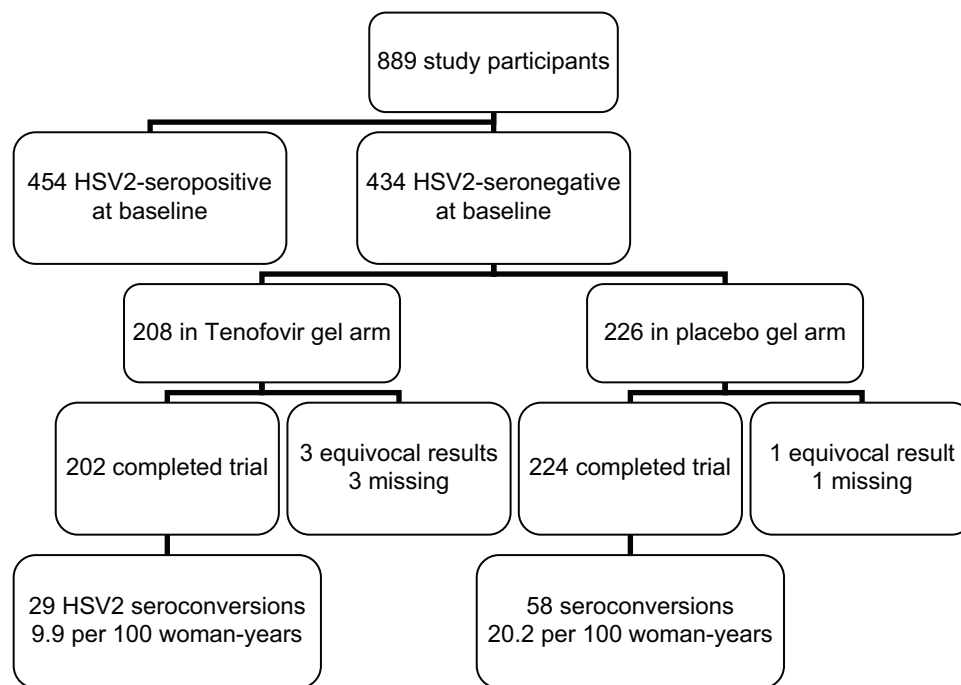 889 study participants
454 HSV2-seropositive
at baseline
434 HSV2-seronegative
at baseline
208 in Tenofovir gel arm
226 in placebo gel arm
202 completed trial
3 equivocal results
3 missing
224 completed trial
1 equivocal result
1 missing
29 HSV2 seroconversions
9.9 per 100 woman-years
58 seroconversions
20.2 per 100 woman-years